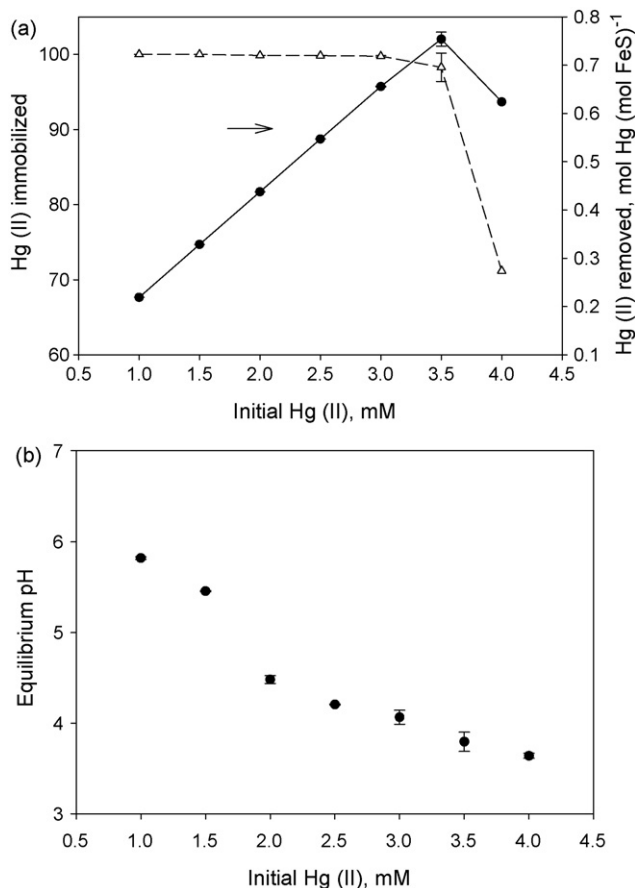 (a)
Hg (II) immobilized
100
90
80
70
60
0.8
0.7
0.6
0.5
0.4
0.3
0.2
0.1
Hg (II) removed, mol Hg (mol FeS)⁻¹
0.5 1.0 1.5 2.0 2.5 3.0 3.5 4.0 4.5
Initial Hg (II), mM
(b)
Equilibrium pH
7
6
5
4
3
0.5 1.0 1.5 2.0 2.5 3.0 3.5 4.0 4.5
Initial Hg (II), mM